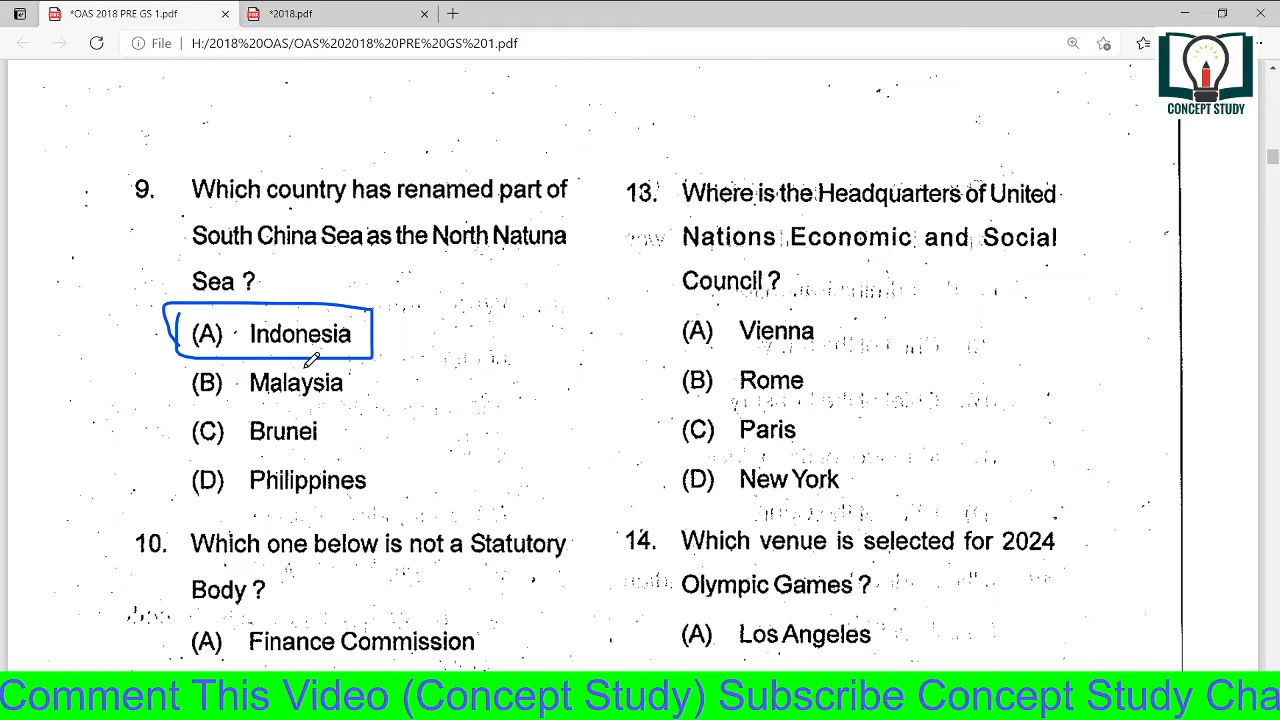 *OAS 2018 PRE GS 1.pdf
*2018.pdf
File
H:/2018%20OAS/OAS%202018%20PRE%20GS%201.pdf
CONCEPT STUDY
9. Which country has renamed part of
South China Sea as the North Natuna
Sea ?
(A) Indonesia
(B) Malaysia
(C) Brunei
(D) Philippines
10. Which one below is not a Statutory
Body ?
(A) Finance Commission
13. Where is the Headquarters of United
Nations Economic and Social
Council ?
(A) Vienna
(B) Rome
(C) Paris
(D) New York
14. Which venue is selected for 2024
Olympic Games ?
(A) Los Angeles
Comment This Video (Concept Study) Subscribe Concept Study Cha